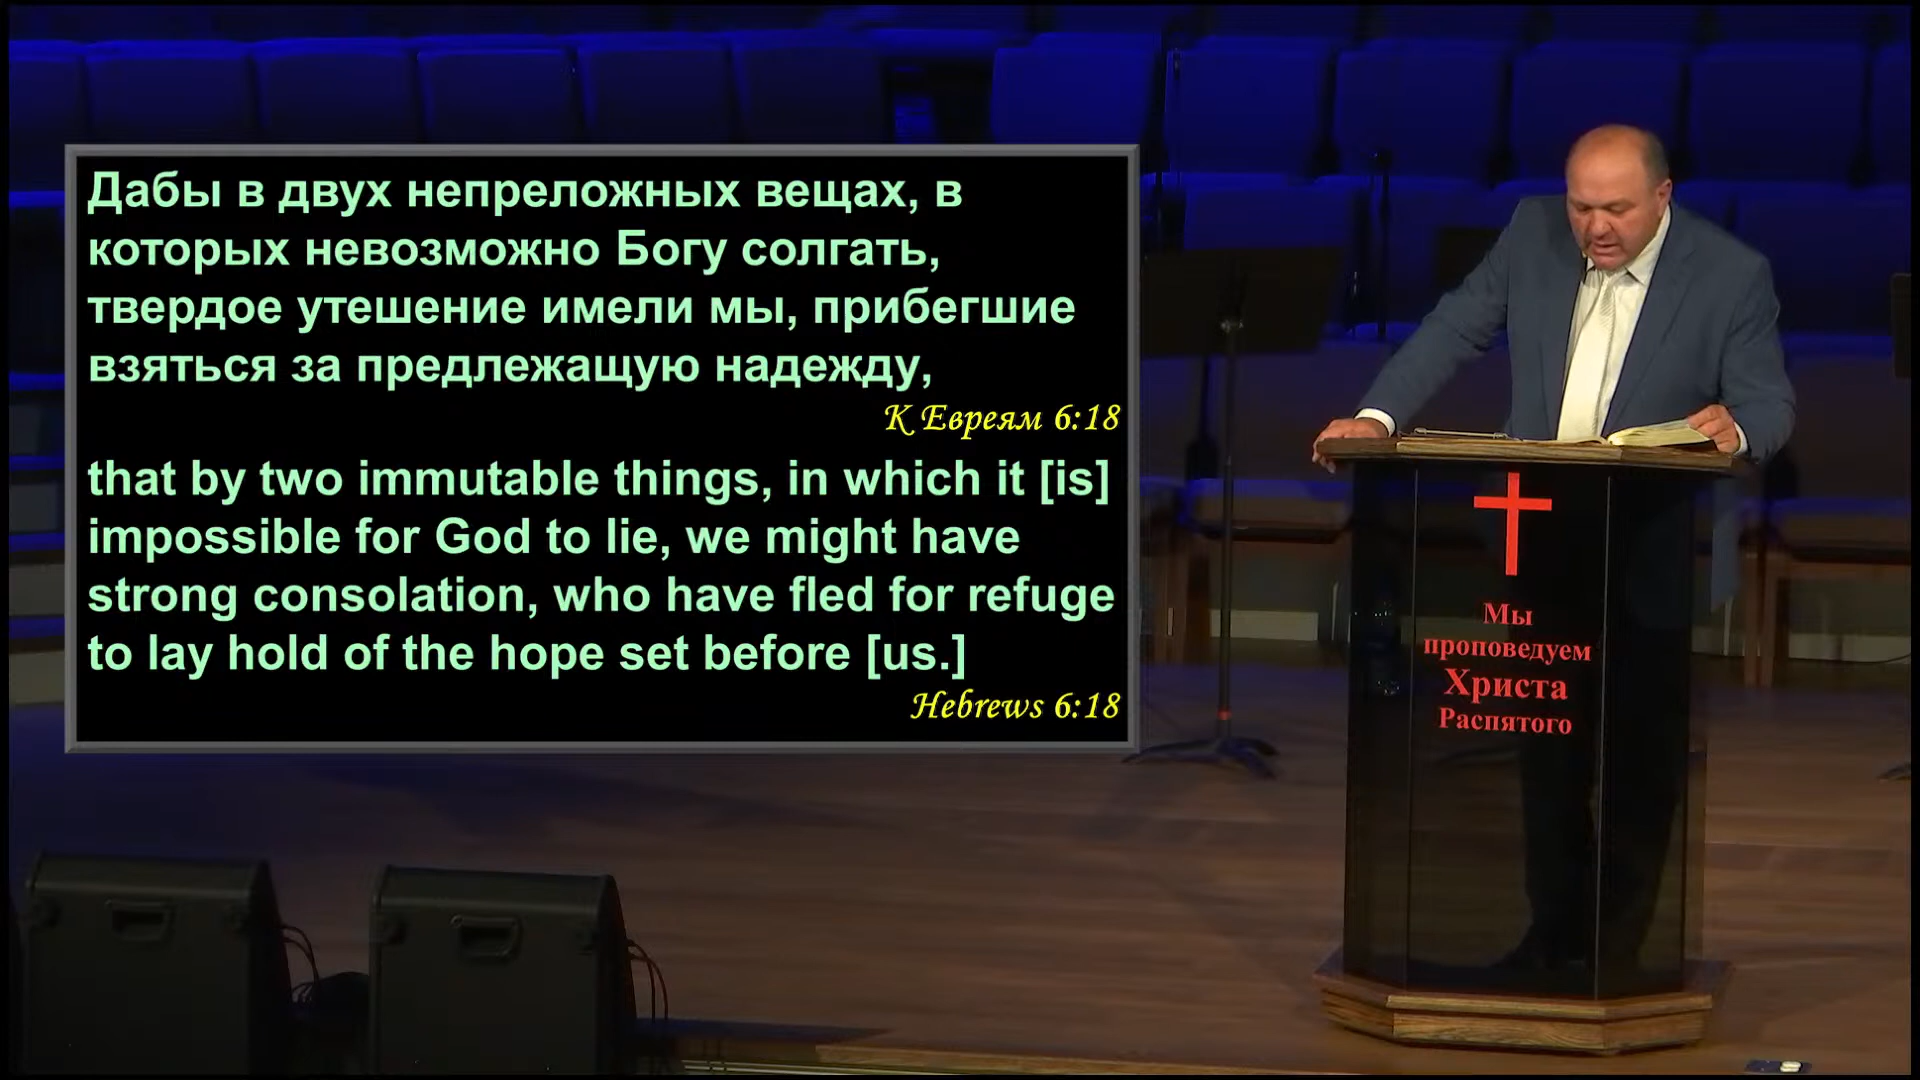 Дабы в двух непреложных вещах, в
которых невозможно Богу солгать,
твердое утешение имели мы, прибегшие
взяться за предлежащую надежду,
К Евреям 6:18
that by two immutable things, in which it [is]
impossible for God to lie, we might have
strong consolation, who have fled for refuge
to lay hold of the hope set before [us.]
Hebrews 6:18
Мы
проповедуем
Христа
Распятого